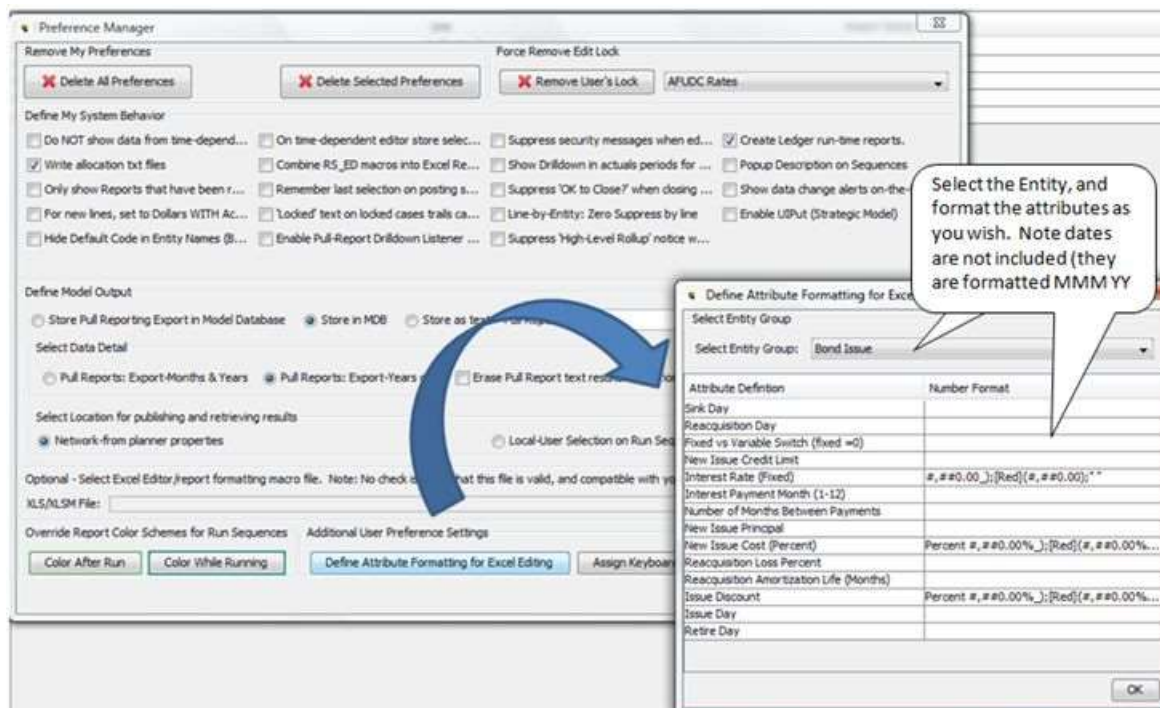 Preference Manager
Remove My Preferences
Force Remove Edit Lock
Delete All Preferences
Delete Selected Preferences
Remove User's Lock
AFUDC Rates
Define My System Behavior
Do NOT show data from time-depend...
On time-dependent editor store selec...
Suppress security messages when ed...
Create Ledger run-time reports.
Write allocation txt files
Combine RS_ED macros into Excel Re...
Show Drilldown in actuals periods for ...
Popup Description on Sequences
Only show Reports that have been r...
Remember last selection on posting s...
Suppress 'OK to Close?' when closing ...
Show data change alerts on-the-
For new lines, set to Dollars WITH Ac...
'Locked' text on locked cases trails ca...
Line-by-Entity: Zero Suppress by line
Enable UIPut (Strategic Model)
Hide Default Code in Entity Names (B...
Enable Pull-Report Drilldown Listener ...
Suppress 'High-Level Rollup' notice w...
Select the Entity, and
format the attributes as
you wish. Note dates
are not included (they
are formatted MMM YY
Define Model Output
Store Pull Reporting Export in Model Database
Store in MDB
Store as text
Select Data Detail
Pull Reports: Export-Months & Years
Pull Reports: Export-Years
Erase Pull Report text
Select Location for publishing and retrieving results
Network-from planner properties
Local-User Selection on Run Seq
Optional - Select Excel Editor/report formatting macro file. Note: No check that this file is valid, and compatible with yo
XLS/XLSM File:
Override Report Color Schemes for Run Sequences
Additional User Preference Settings
Color After Run
Color While Running
Define Attribute Formatting for Excel Editing
Assign Keyboar
Define Attribute Formatting for Exce
Select Entity Group
Select Entity Group:
Bond Issue
Attribute Defintion
Number Format
Sink Day
Reacquisition Day
Fixed vs Variable Switch (fixed =0)
New Issue Credit Limit
Interest Rate (Fixed)
#,##0.00_);[Red](#,##0.00);" "
Interest Payment Month (1-12)
Number of Months Between Payments
New Issue Principal
New Issue Cost (Percent)
Percent #,##0.00%_);[Red](#,##0.00%...
Reacquisition Loss Percent
Reacquisition Amortization Life (Months)
Issue Discount
Percent #,##0.00%_);[Red](#,##0.00%...
Issue Day
Retire Day
OK